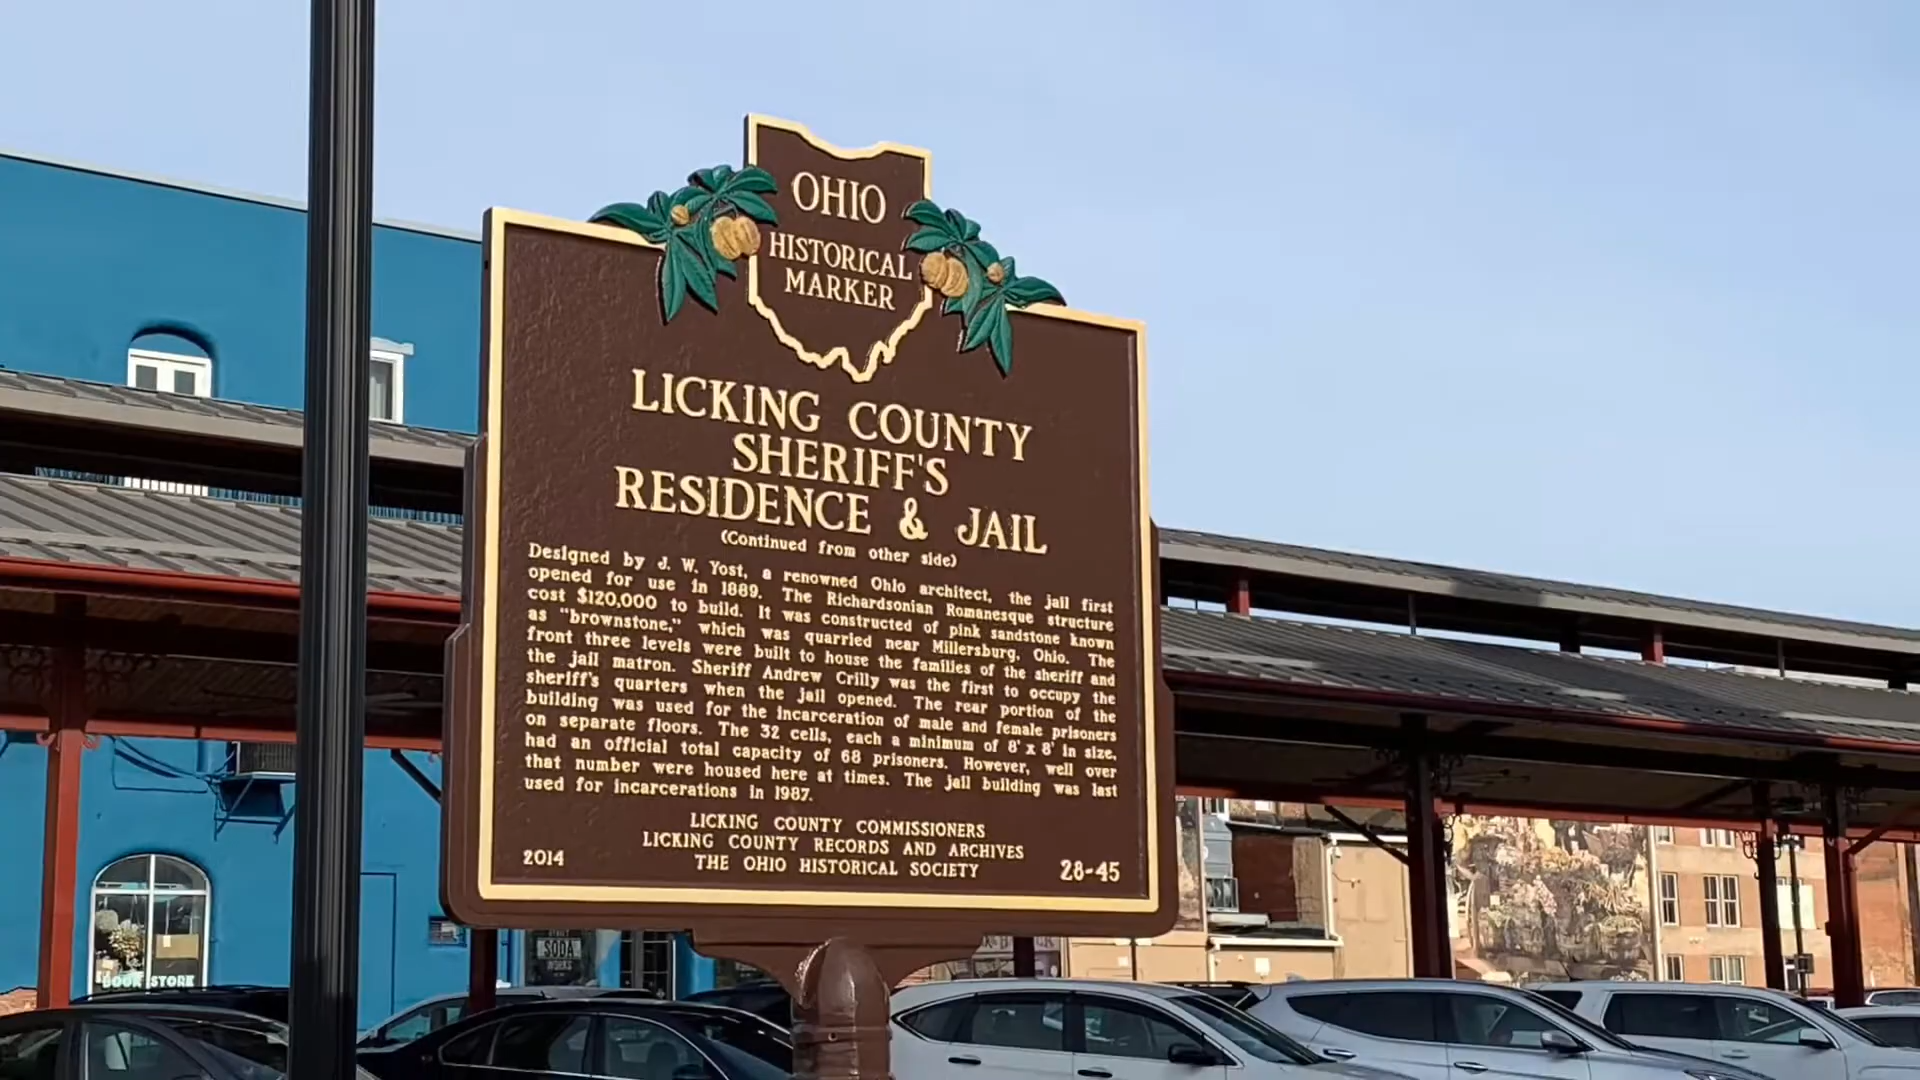 OHIO
HISTORICAL
MARKER
LICKING COUNTY
SHERIFF'S
RESIDENCE & JAIL
(Continued from other side)
Designed by J. W. Yost, a renowned Ohio architect, the jail first
opened for use in 1889. The Richardsonian Romanesque structure
cost $120,000 to build. It was constructed of pink sandstone known
as "brownstone," which was quarried near Millersburg, Ohio. The
front three levels were built to house the families of the sheriff and
the jail matron. Sheriff Andrew Crilly was the first to occupy the
sheriff's quarters when the jail opened. The rear portion of the
building was used for the incarceration of male and female prisoners
on separate floors. The 32 cells, each a minimum of 8' x 8' in size,
had an official total capacity of 68 prisoners. However, well over
that number were housed here at times. The jail building was last
used for incarcerations in 1987.
LICKING COUNTY COMMISSIONERS
LICKING COUNTY RECORDS AND ARCHIVES
THE OHIO HISTORICAL SOCIETY
2014
28-45
BOOK STORE
SODA